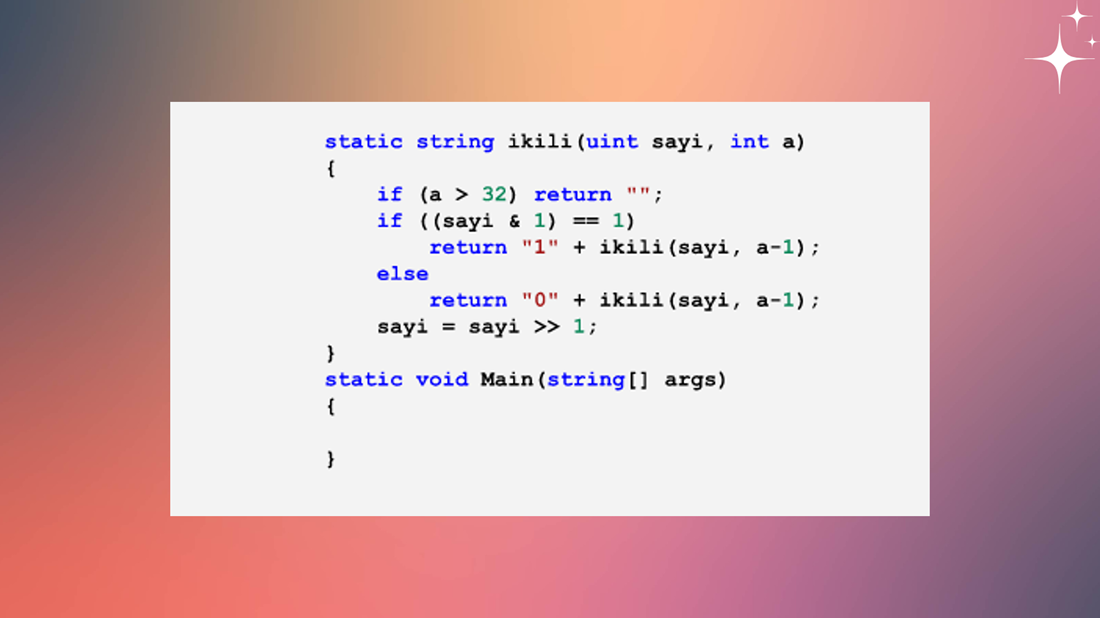 static string ikili(uint sayi, int a)
{
if (a > 32) return "";
if ((sayi & 1) == 1)
return "1" + ikili(sayi, a-1);
else
return "0" + ikili(sayi, a-1);
sayi = sayi >> 1;
}
static void Main(string[] args)
{
}